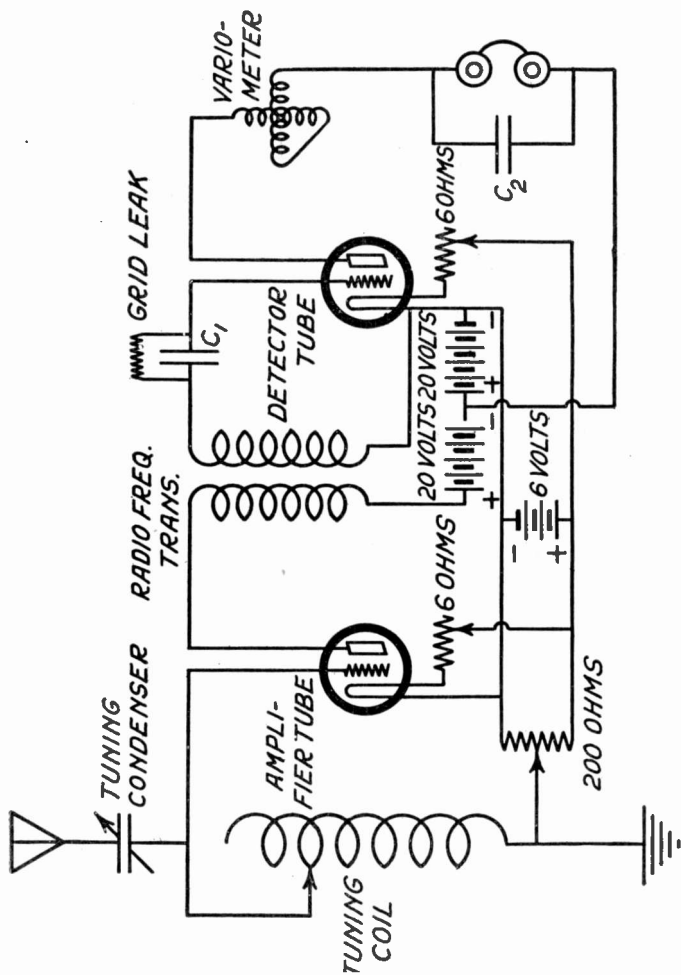 TUNING
CONDENSER
RADIO FREQ.
TRANS.
GRID LEAK
C1
VARIO-
METER
AMPLI-
FIER TUBE
DETECTOR
TUBE
TUNING
COIL
6 OHMS
20 VOLTS 20 VOLTS
+ - + -
6 OHMS
C2
- +
6 VOLTS
200 OHMS